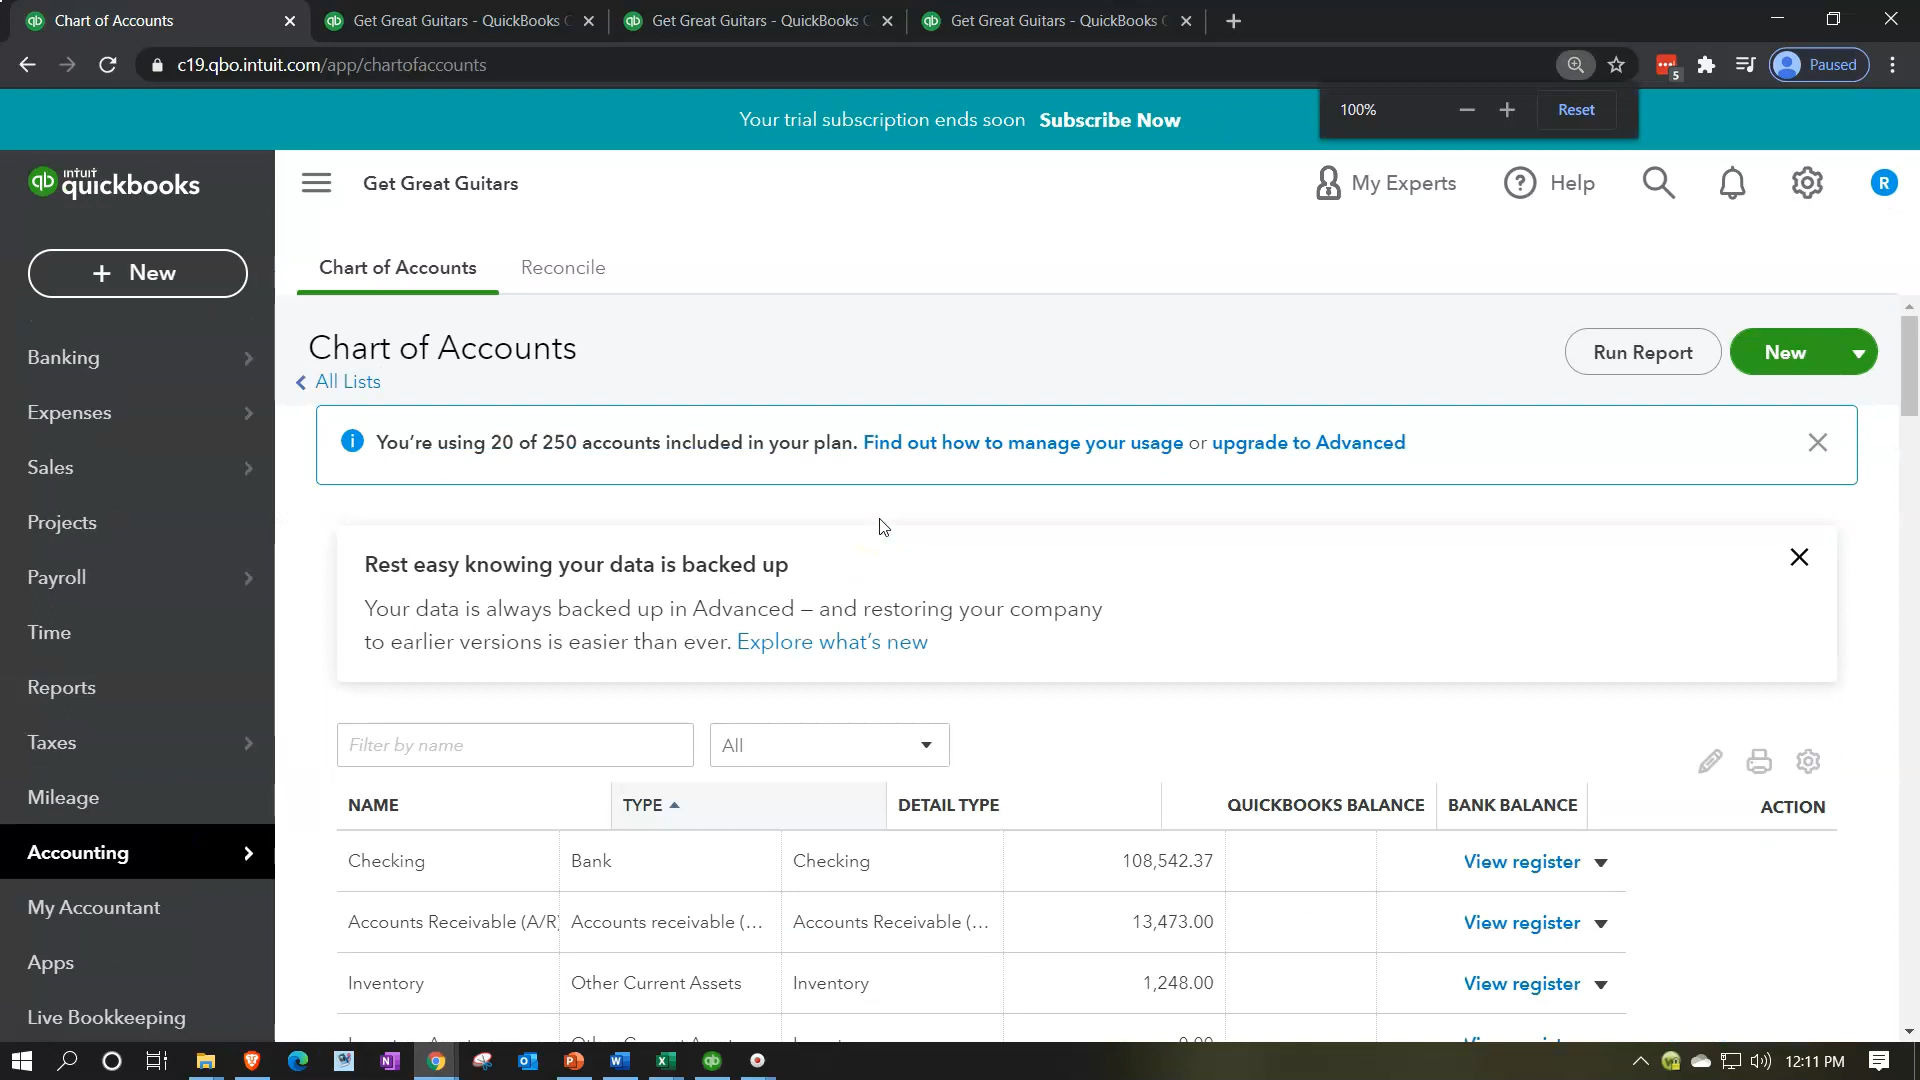 Chart of Accounts
Get Great Guitars - QuickBooks
Get Great Guitars - QuickBooks
Get Great Guitars - QuickBooks
c19.qbo.intuit.com/app/chartofaccounts
5
Paused
100%
Reset
Your trial subscription ends soon Subscribe Now
intuit
quickbooks
qb
Get Great Guitars
My Experts
Help
R
+ New
Chart of Accounts
Reconcile
Banking
Expenses
Sales
Projects
Payroll
Time
Reports
Taxes
Mileage
Accounting
My Accountant
Apps
Live Bookkeeping
Chart of Accounts
All Lists
Run Report
New
You're using 20 of 250 accounts included in your plan. Find out how to manage your usage or upgrade to Advanced
Rest easy knowing your data is backed up
Your data is always backed up in Advanced – and restoring your company
to earlier versions is easier than ever. Explore what's new
Filter by name
All
NAME TYPE DETAIL TYPE QUICKBOOKS BALANCE BANK BALANCE ACTION
Checking Bank Checking 108,542.37 View register
Accounts Receivable (A/R) Accounts receivable (... Accounts Receivable (... 13,473.00 View register
Inventory Other Current Assets Inventory 1,248.00 View register
12:11 PM